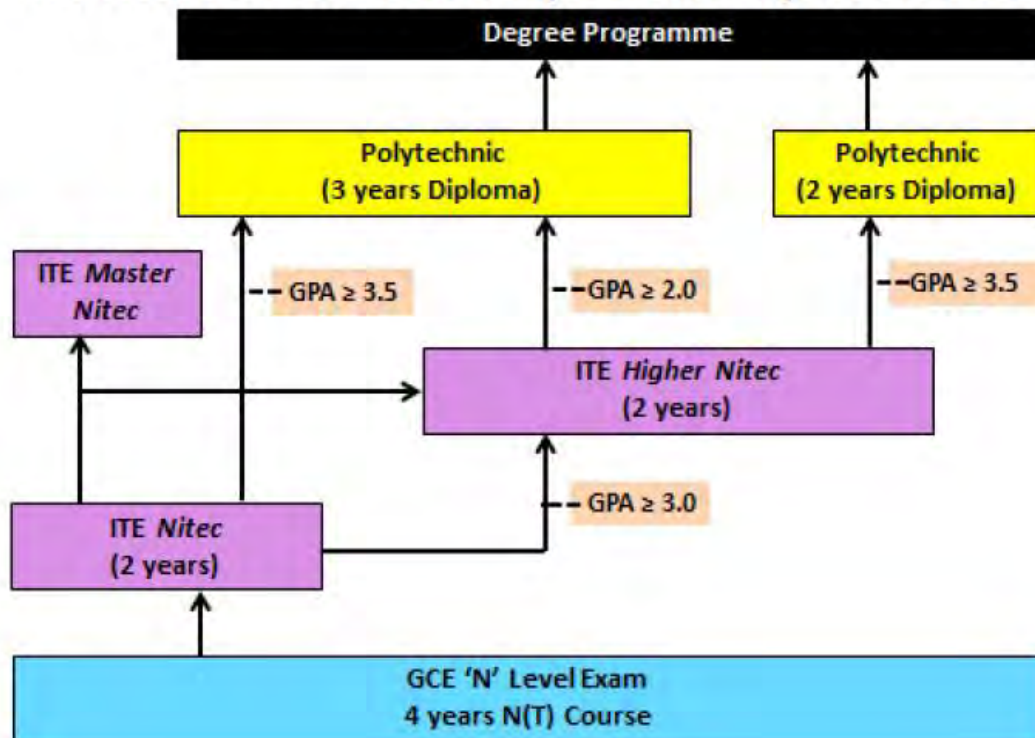 Degree Programme
Polytechnic
(3 years Diploma)
Polytechnic
(2 years Diploma)
ITE Master
Nitec
GPA ≥ 3.5
GPA ≥ 2.0
GPA ≥ 3.5
ITE Higher Nitec
(2 years)
GPA ≥ 3.0
ITE Nitec
(2 years)
GCE ‘N’ Level Exam
4 years N(T) Course